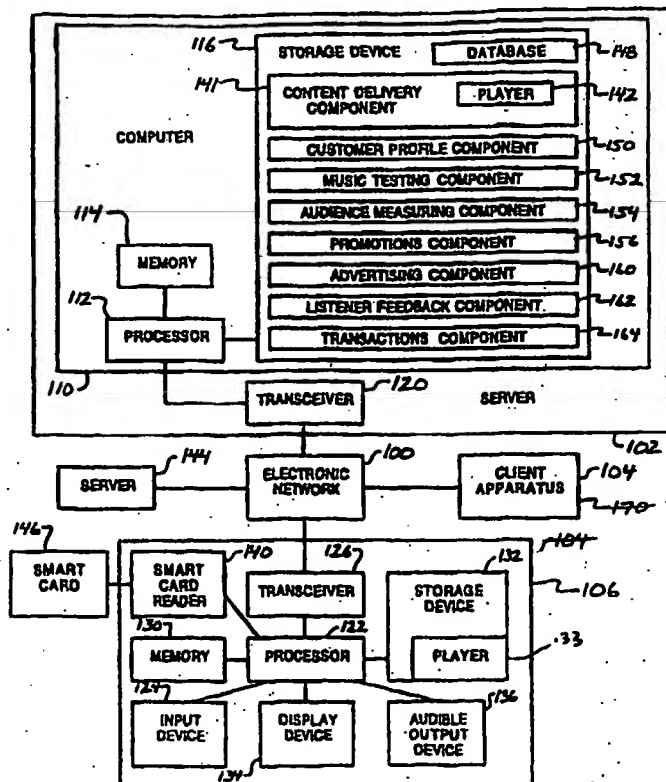 116
STORAGE DEVICE
DATABASE
148
141
CONTENT DELIVERY
COMPONENT
PLAYER
142
COMPUTER
CUSTOMER PROFILE COMPONENT
150
MUSIC TESTING COMPONENT
152
114
AUDIENCE MEASURING COMPONENT
154
MEMORY
PROMOTIONS COMPONENT
156
112
ADVERTISING COMPONENT
160
PROCESSOR
LISTENER FEEDBACK COMPONENT
162
TRANSACTIONS COMPONENT
164
110
120
TRANSCEIVER
SERVER
102
144
100
104
SERVER
ELECTRONIC
NETWORK
CLIENT
APPARATUS
170
146
140
126
132
104
SMART
CARD
SMART
CARD
READER
TRANSCEIVER
STORAGE
DEVICE
106
130
122
MEMORY
PROCESSOR
PLAYER
133
124
136
INPUT
DEVICE
DISPLAY
DEVICE
AUDIBLE
OUTPUT
DEVICE
134